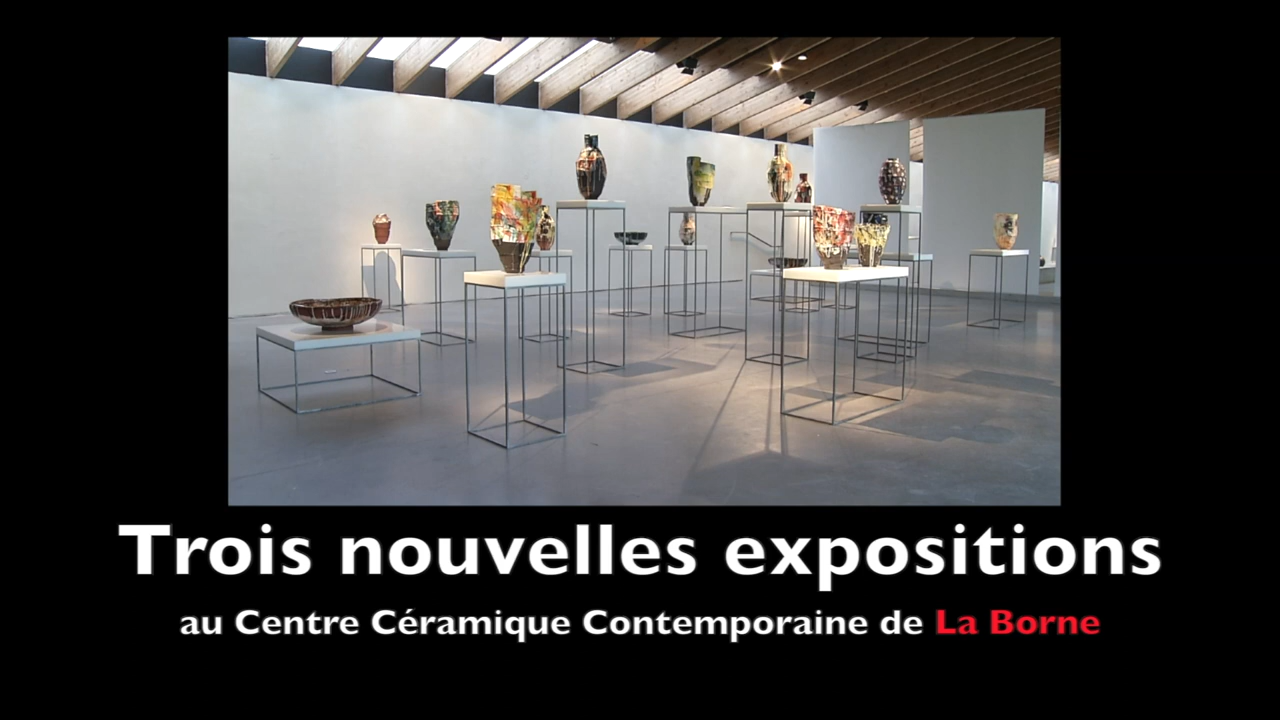 Trois nouvelles expositions
au Centre Céramique Contemporaine de La Borne